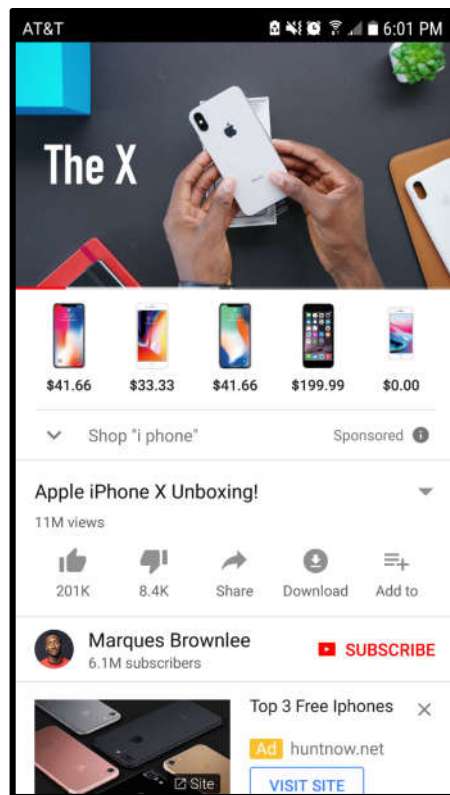 AT&T 6:01 PM
The X
$41.66 $33.33 $41.66 $199.99 $0.00
Shop "i phone" Sponsored
Apple iPhone X Unboxing!
11M views
201K 8.4K Share Download Add to
Marques Brownlee SUBSCRIBE
6.1M subscribers
Top 3 Free Iphones
Ad huntnow.net
Site VISIT SITE